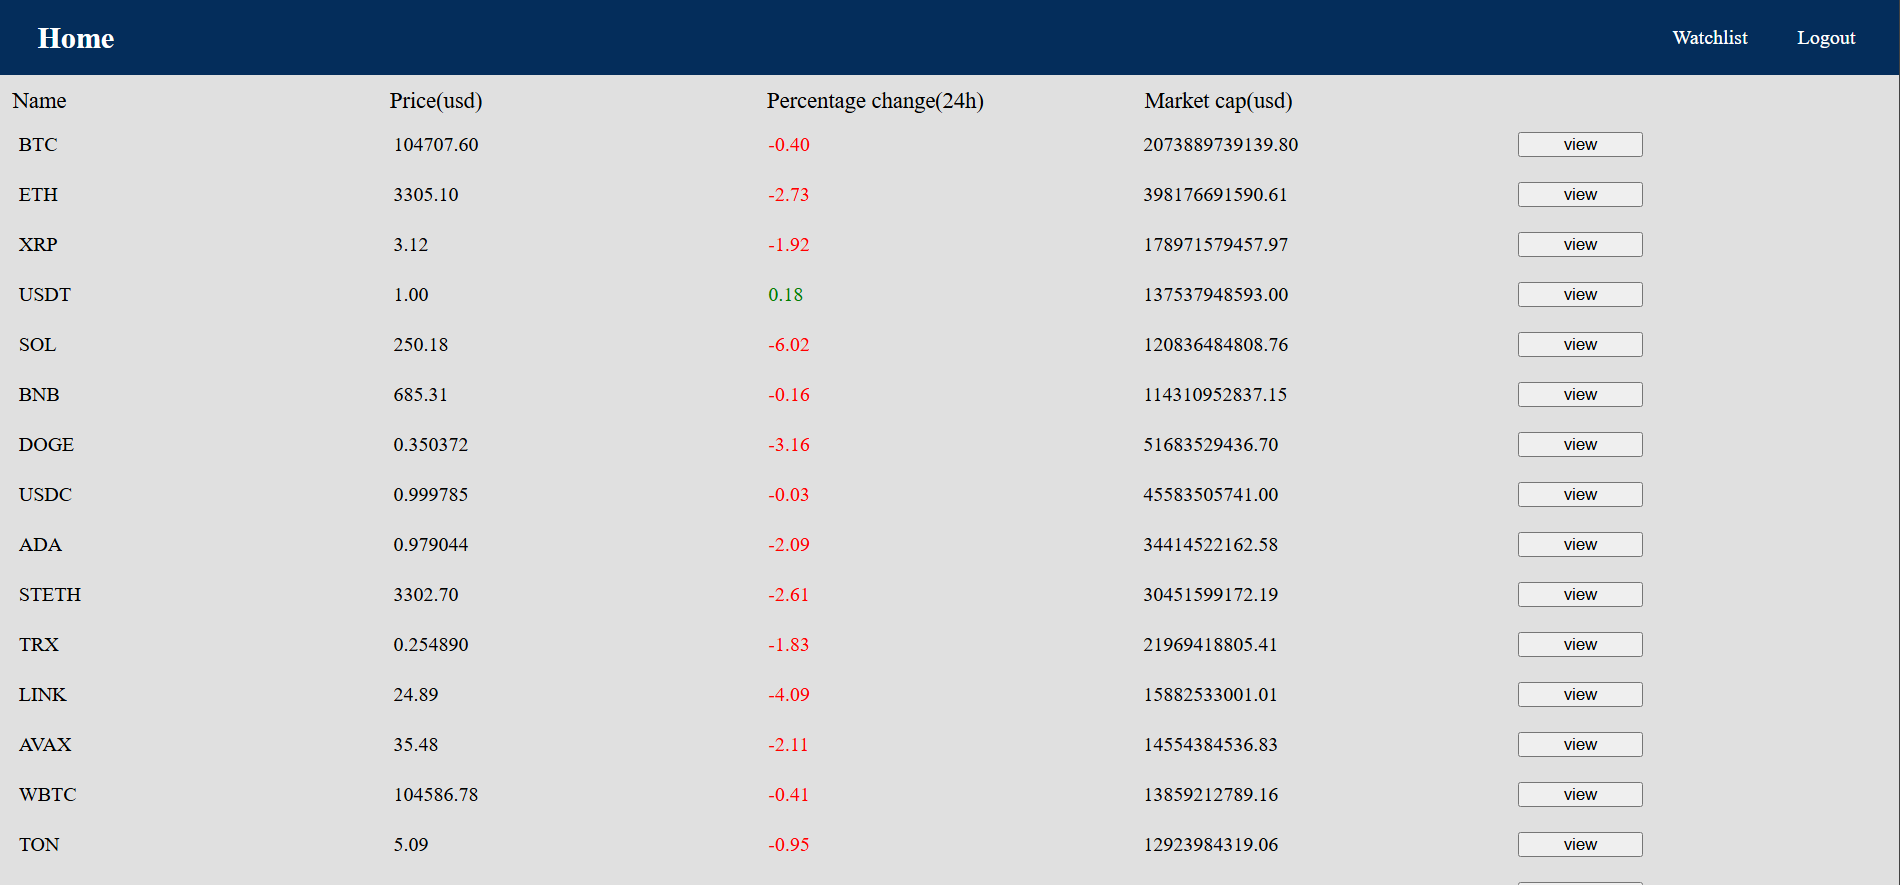 Home Watchlist Logout
Name Price(usd) Percentage change(24h) Market cap(usd)
BTC 104707.60 -0.40 2073889739139.80 view
ETH 3305.10 -2.73 398176691590.61 view
XRP 3.12 -1.92 178971579457.97 view
USDT 1.00 0.18 137537948593.00 view
SOL 250.18 -6.02 120836484808.76 view
BNB 685.31 -0.16 114310952837.15 view
DOGE 0.350372 -3.16 51683529436.70 view
USDC 0.999785 -0.03 45583505741.00 view
ADA 0.979044 -2.09 34414522162.58 view
STETH 3302.70 -2.61 30451599172.19 view
TRX 0.254890 -1.83 21969418805.41 view
LINK 24.89 -4.09 15882533001.01 view
AVAX 35.48 -2.11 14554384536.83 view
WBTC 104586.78 -0.41 13859212789.16 view
TON 5.09 -0.95 12923984319.06 view